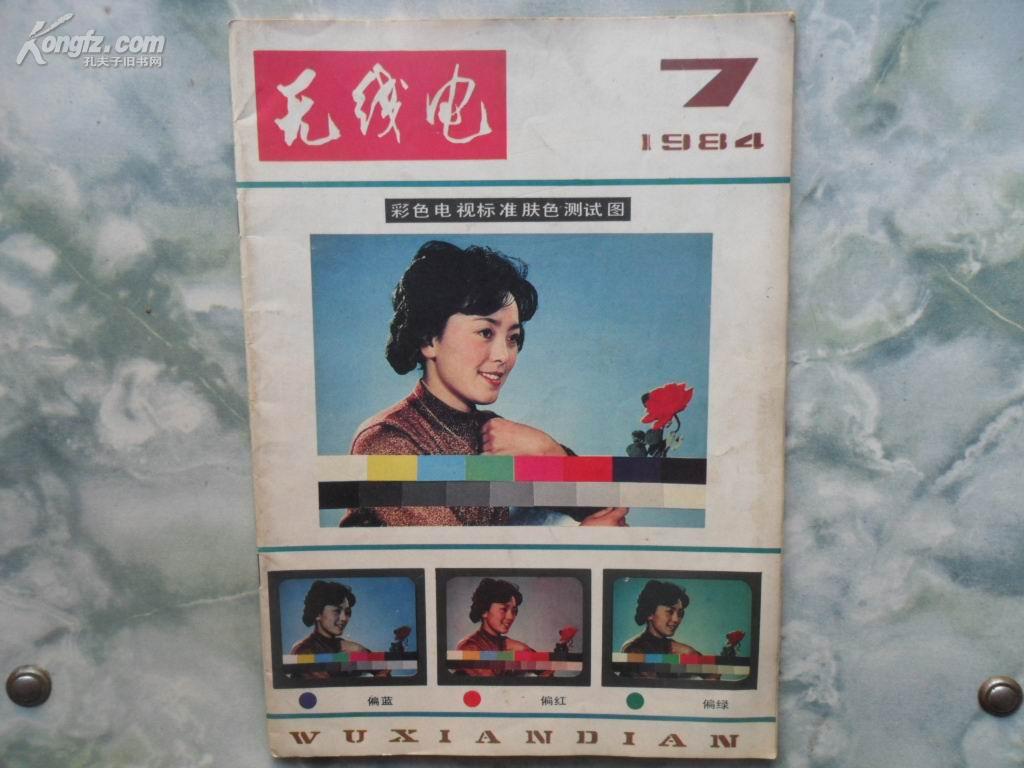 Kongfz.com
孔夫子旧书网
无线电
7
1984
彩色电视标准肤色测试图
偏蓝
偏红
偏绿
WUXIANDIAN